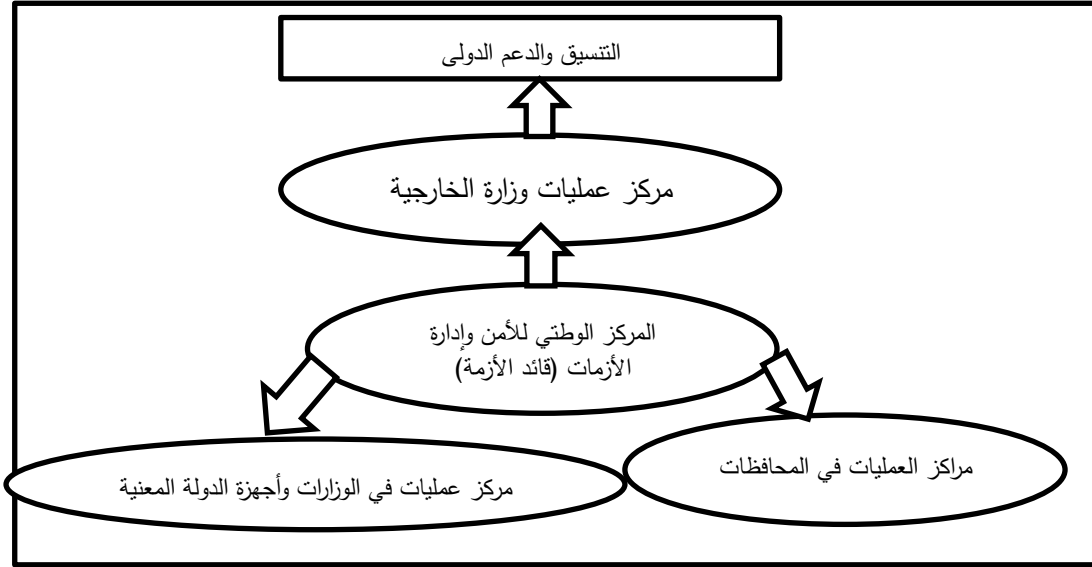 التنسيق والدعم الدولى
مركز عمليات وزارة الخارجية
المركز الوطتي للأمن وإدارة
الأزمات (قائد الأزمة)
مراكز العمليات في المحافظات
مركز عمليات في الوزارات وأجهزة الدولة المعنية